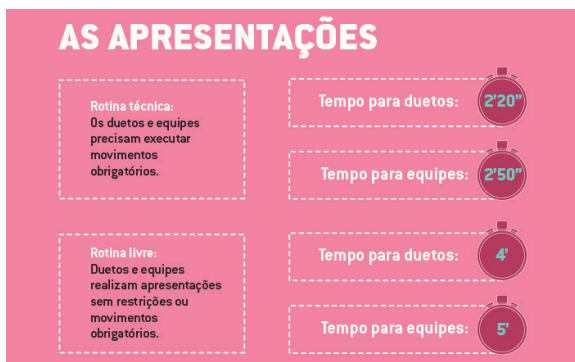 AS APRESENTAÇÕES
Rotina técnica:
Os duetos e equipes
precisam executar
movimentos
obrigatórios.
Tempo para duetos: 2'20"
Tempo para equipes: 2'50"
Rotina livre:
Duetos e equipes
realizam apresentações
sem restrições ou
movimentos
obrigatórios.
Tempo para duetos: 4'
Tempo para equipes: 5'